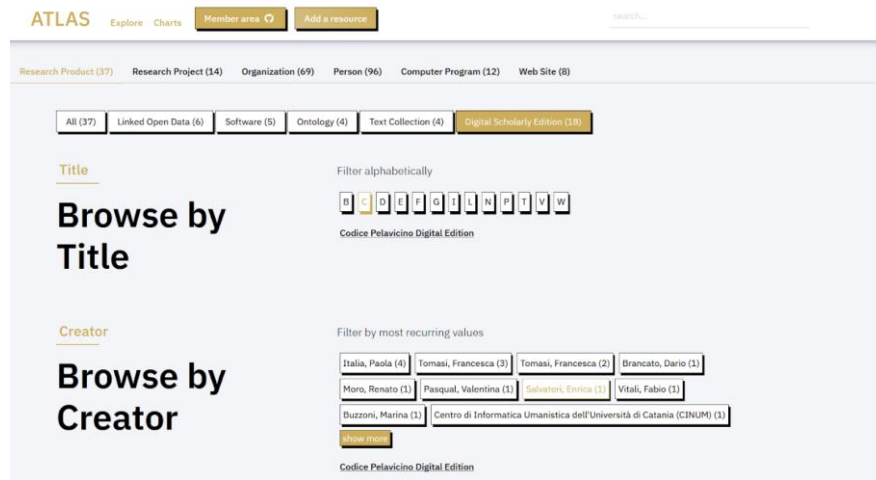 ATLAS Explore Charts Member area Add a resource search...
Research Product (37) Research Project (14) Organization (69) Person (96) Computer Program (12) Web Site (8)
All (37) Linked Open Data (6) Software (5) Ontology (4) Text Collection (4) Digital Scholarly Edition (18)
Title
Browse by
Title
Filter alphabetically
B C D E F G I L N P T V W
Codice Pelavicino Digital Edition
Creator
Browse by
Creator
Filter by most recurring values
Italia, Paola (4) Tomasi, Francesca (3) Tomasi, Francesca (2) Brancato, Dario (1)
Moro, Renato (1) Pasqual, Valentina (1) Salvatori, Enrica (1) Vitali, Fabio (1)
Buzzoni, Marina (1) Centro di Informatica Umanistica dell'Università di Catania (CINUM) (1)
show more
Codice Pelavicino Digital Edition